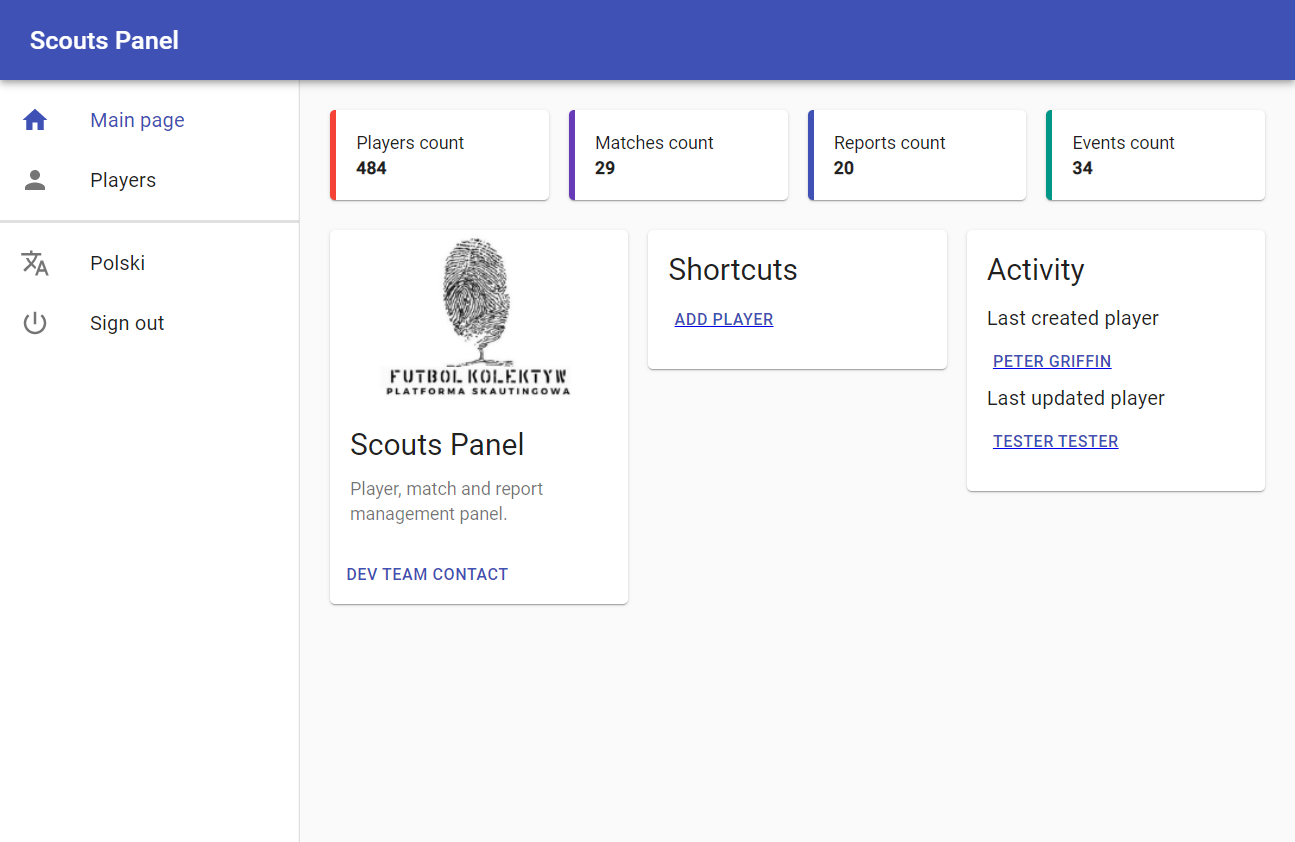 Scouts Panel
Main page
Players
Polski
Sign out
Players count
484
Matches count
29
Reports count
20
Events count
34
FUTBOL KOLEKTYW
PLATFORMA SKAUTINGOWA
Scouts Panel
Player, match and report
management panel.
DEV TEAM CONTACT
Shortcuts
ADD PLAYER
Activity
Last created player
PETER GRIFFIN
Last updated player
TESTER TESTER